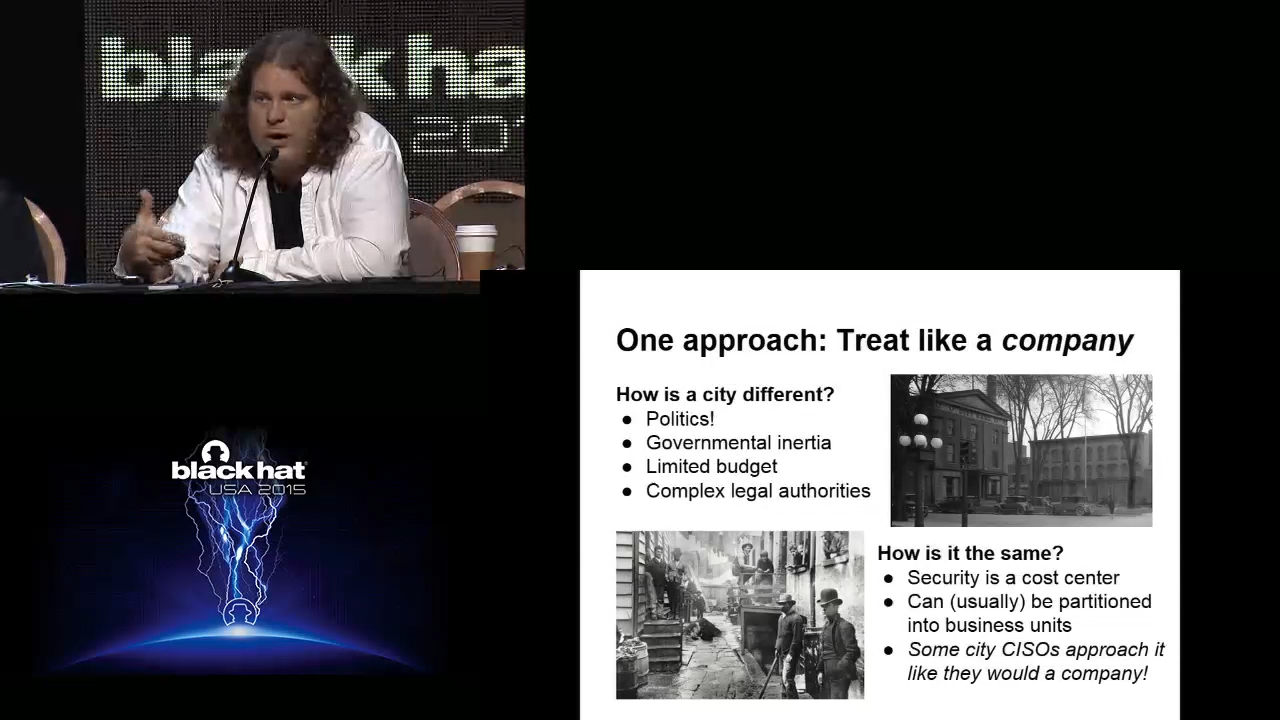 black ha
201
One approach: Treat like a company
How is a city different?
● Politics!
● Governmental inertia
● Limited budget
● Complex legal authorities
How is it the same?
● Security is a cost center
● Can (usually) be partitioned
into business units
● Some city CISOs approach it
like they would a company!
black hat
USA 2015